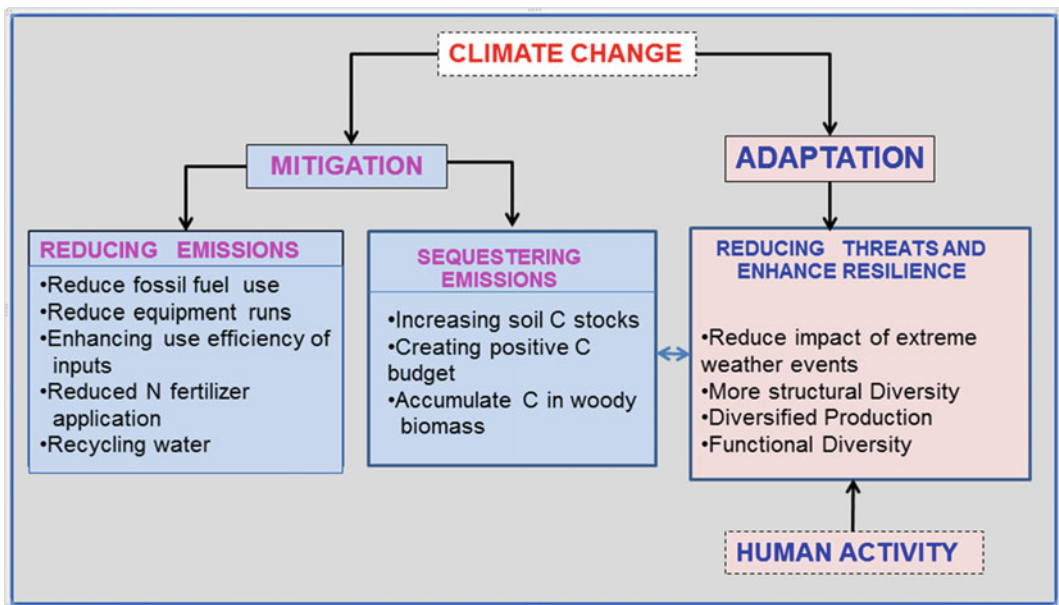 CLIMATE CHANGE
MITIGATION
ADAPTATION
REDUCING EMISSIONS
•Reduce fossil fuel use
•Reduce equipment runs
•Enhancing use efficiency of
inputs
•Reduced N fertilizer
application
•Recycling water
SEQUESTERING
EMISSIONS
•Increasing soil C stocks
•Creating positive C
budget
•Accumulate C in woody
biomass
REDUCING THREATS AND
ENHANCE RESILIENCE
•Reduce impact of extreme
weather events
•More structural Diversity
•Diversified Production
•Functional Diversity
HUMAN ACTIVITY